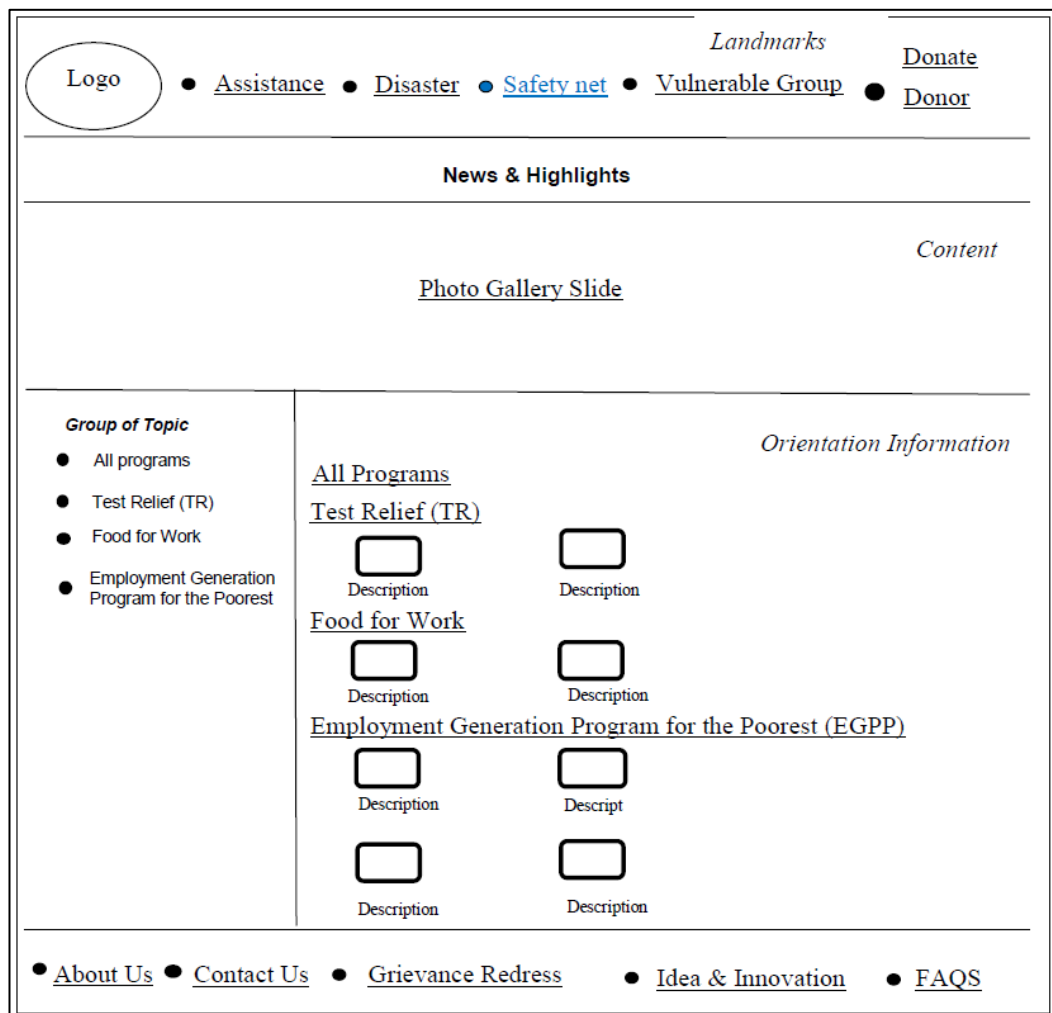 Landmarks
Logo
Assistance
Disaster
Safety net
Vulnerable Group
Donate
Donor
News & Highlights
Content
Photo Gallery Slide
Group of Topic
All programs
Test Relief (TR)
Food for Work
Employment Generation
Program for the Poorest
Orientation Information
All Programs
Test Relief (TR)
Description Description
Food for Work
Description Description
Employment Generation Program for the Poorest (EGPP)
Description Descript
Description Description
About Us Contact Us Grievance Redress Idea & Innovation FAQS